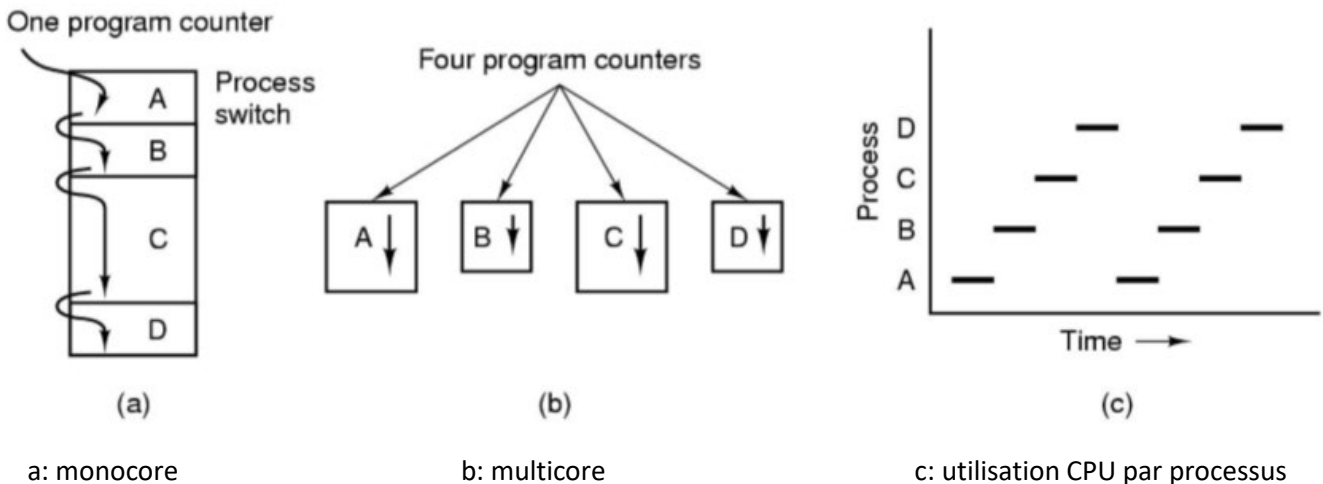 One program counter
A
Process
switch
B
C
D
(a)
Four program counters
A
B
C
D
(b)
Process
D
C
B
A
Time
(c)
a: monocore
b: multicore
c: utilisation CPU par processus